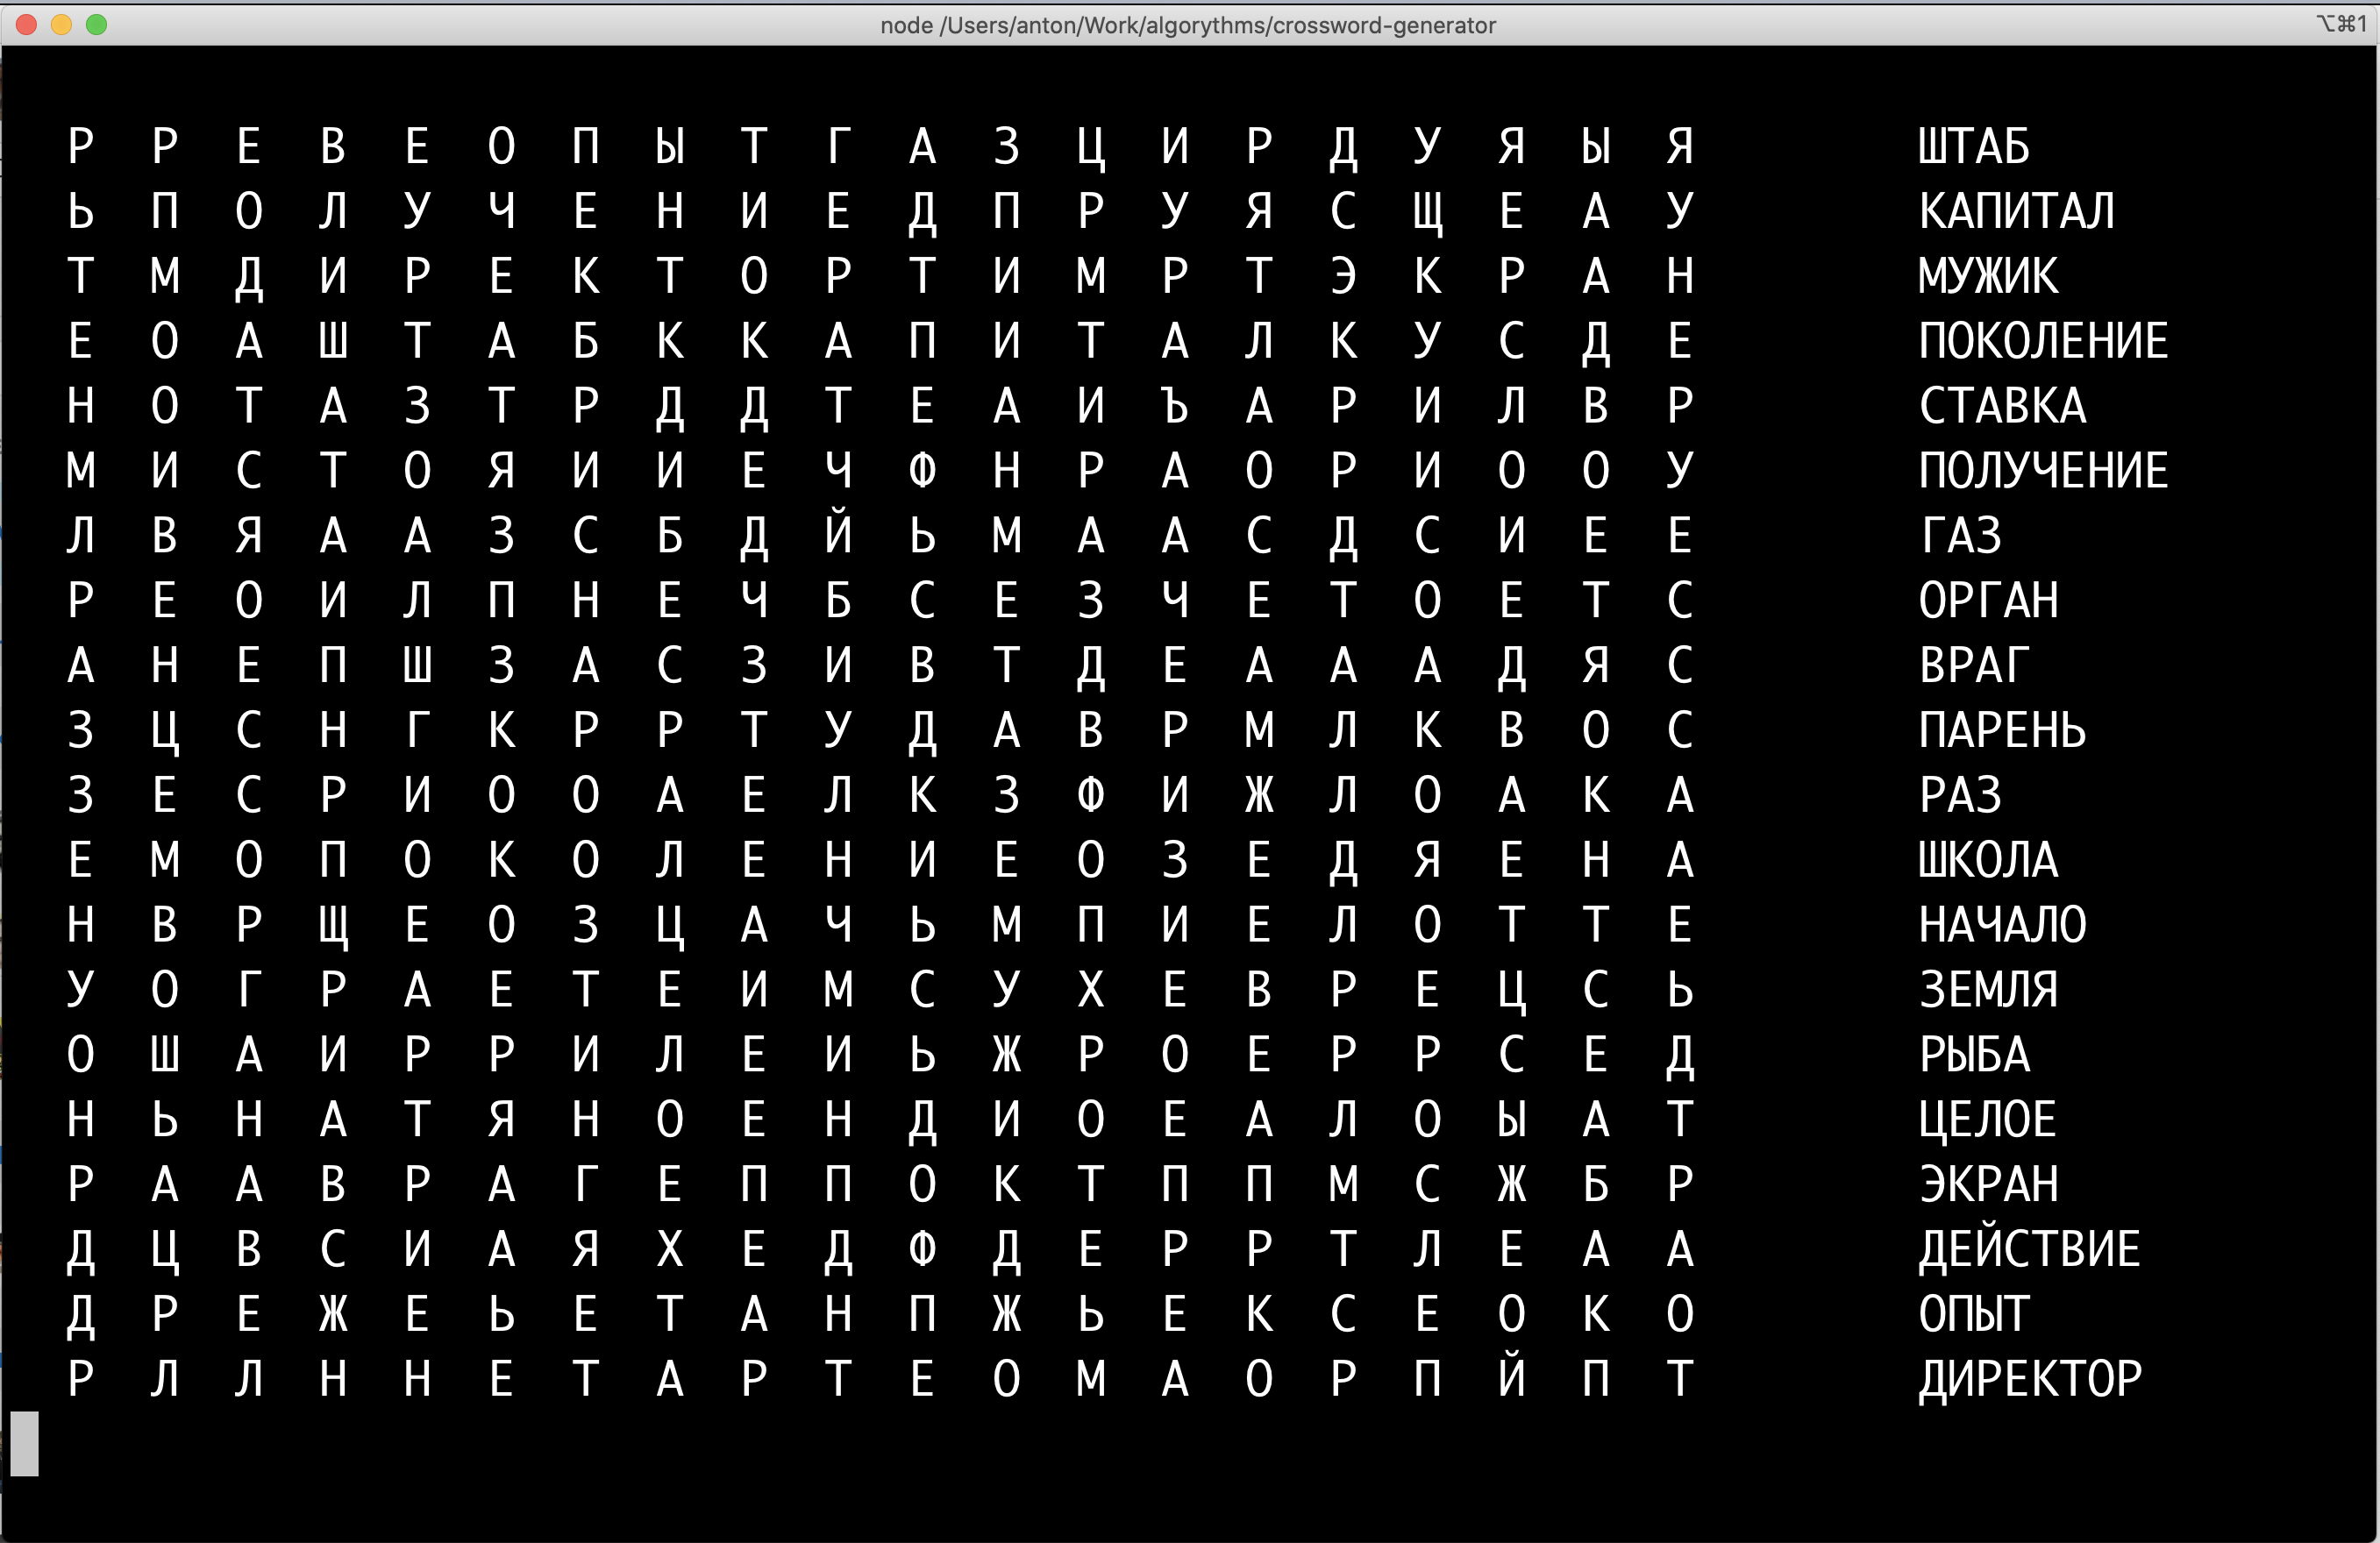 node /Users/anton/Work/algorythms/crossword-generator ⌥⌘1
Р Р Е В Е О П Ы Т Г А З Ц И Р Д У Я Ы Я ШТАБ
Ь П О Л У Ч Е Н И Е Д П Р У Я С Щ Е А У КАПИТАЛ
Т М Д И Р Е К Т О Р Т И М Р Т Э К Р А Н МУЖИК
Е О А Ш Т А Б К К А П И Т А Л К У С Д Е ПОКОЛЕНИЕ
Н О Т А З Т Р Д Д Т Е А И Ъ А Р И Л В Р СТАВКА
М И С Т О Я И И Е Ч Ф Н Р А О Р И О О У ПОЛУЧЕНИЕ
Л В Я А А З С Б Д Й Ь М А А С Д С И Е Е ГАЗ
Р Е О И Л П Н Е Ч Б С Е З Ч Е Т О Е Т С ОРГАН
А Н Е П Ш З А С З И В Т Д Е А А А Д Я С ВРАГ
З Ц С Н Г К Р Р Т У Д А В Р М Л К В О С ПАРЕНЬ
З Е С Р И О О А Е Л К З Ф И Ж Л О А К А РАЗ
Е М О П О К О Л Е Н И Е О З Е Д Я Е Н А ШКОЛА
Н В Р Щ Е О З Ц А Ч Ь М П И Е Л О Т Т Е НАЧАЛО
У О Г Р А Е Т Е И М С У Х Е В Р Е Ц С Ь ЗЕМЛЯ
О Ш А И Р Р И Л Е И Ь Ж Р О Е Р Р С Е Д РЫБА
Н Ь Н А Т Я Н О Е Н Д И О Е А Л О Ы А Т ЦЕЛОЕ
Р А А В Р А Г Е П П О К Т П П М С Ж Б Р ЭКРАН
Д Ц В С И А Я Х Е Д Ф Д Е Р Р Т Л Е А А ДЕЙСТВИЕ
Д Р Е Ж Е Ь Е Т А Н П Ж Ь Е К С Е О К О ОПЫТ
Р Л Л Н Н Е Т А Р Т Е О М А О Р П Й П Т ДИРЕКТОР